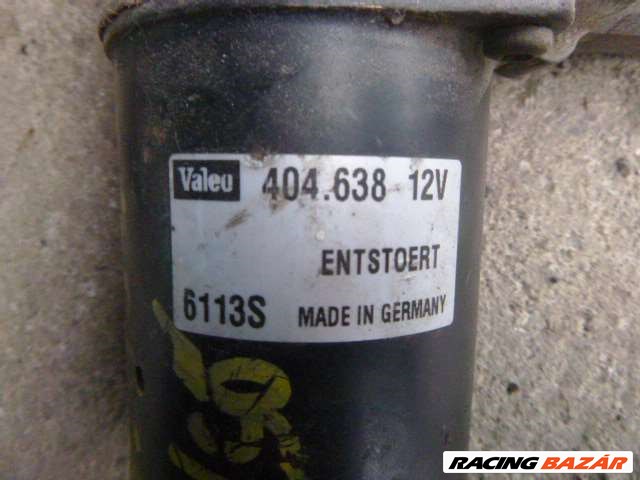 Valeo 404.638 12V
ENTSTOERT
6113S MADE IN GERMANY
RACING BAZÁR